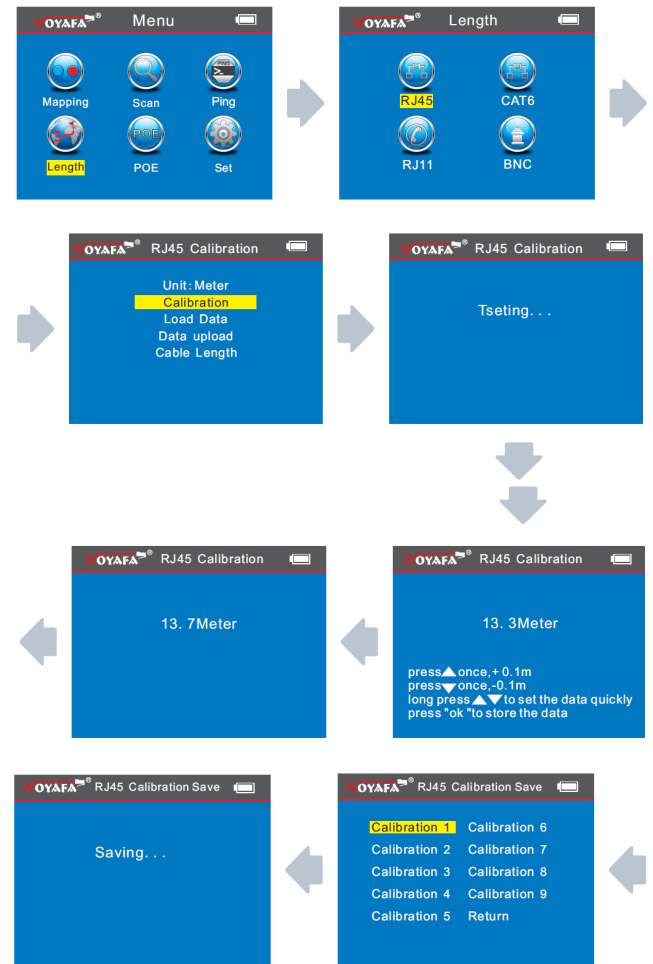 NOYAFA® Menu
Mapping Scan Ping
Length POE Set
NOYAFA® Length
RJ45 CAT6
RJ11 BNC
NOYAFA® RJ45 Calibration
Unit:Meter
Calibration
Load Data
Data upload
Cable Length
NOYAFA® RJ45 Calibration
Tseting...
NOYAFA® RJ45 Calibration
13. 3Meter
press▲once,+ 0.1m
press▼once,-0.1m
long press▲▼to set the data quickly
press "ok "to store the data
NOYAFA® RJ45 Calibration
13. 7Meter
NOYAFA® RJ45 Calibration Save
Calibration 1 Calibration 6
Calibration 2 Calibration 7
Calibration 3 Calibration 8
Calibration 4 Calibration 9
Calibration 5 Return
NOYAFA® RJ45 Calibration Save
Saving...